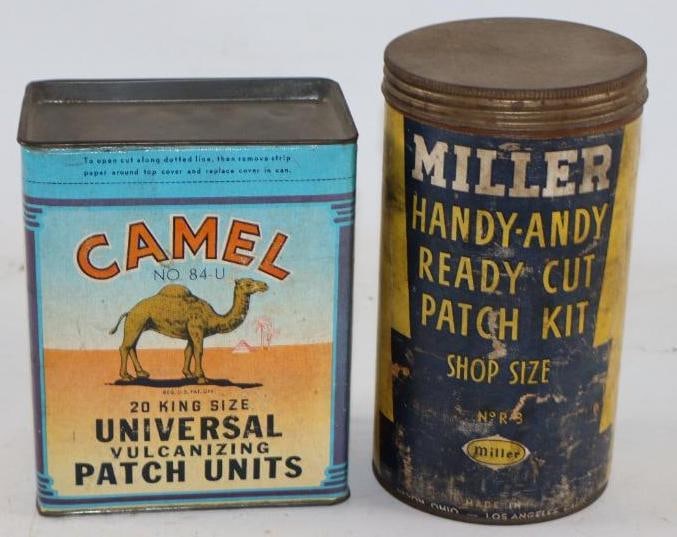 To open cut along dotted line, then remove strip
paper around top cover and replace cover in can.
CAMEL
NO. 84-U
REG. U.S. PAT. OFF.
20 KING SIZE
UNIVERSAL
VULCANIZING
PATCH UNITS
MILLER
HANDY-ANDY
READY CUT
PATCH KIT
SHOP SIZE
Nº R-3
Miller
MADE IN
OHIO — LOS ANGELES